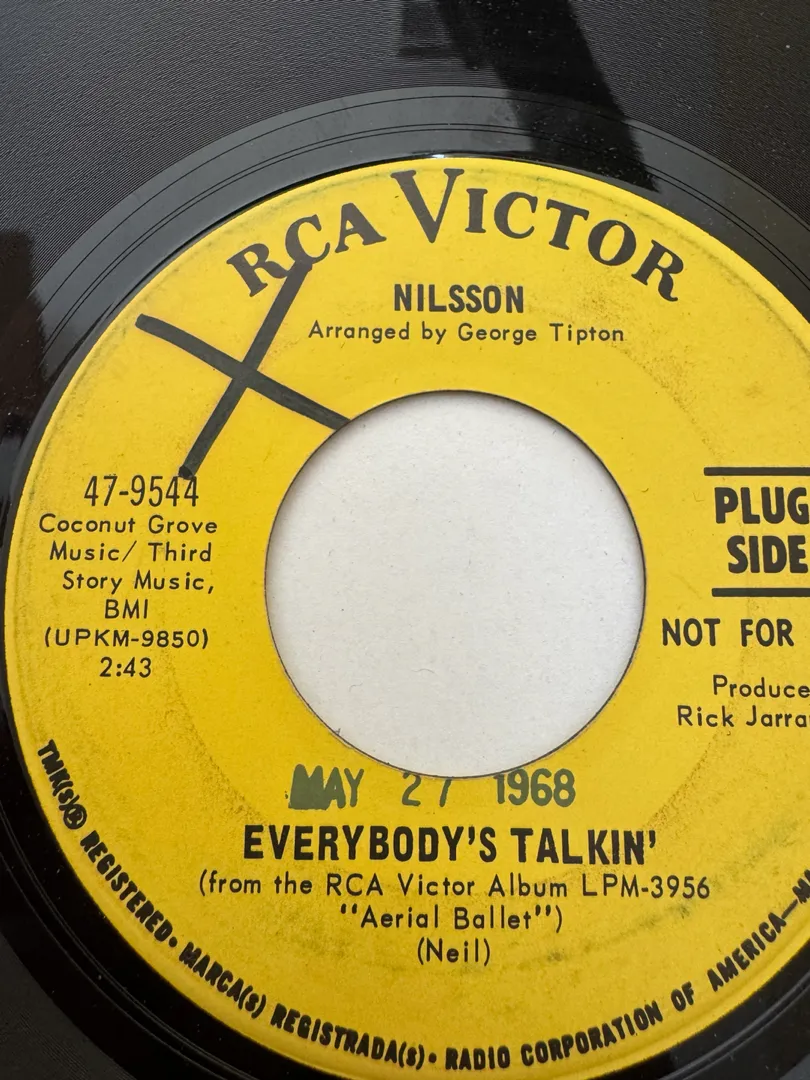 RCA VICTOR
NILSSON
Arranged by George Tipton
47-9544
Coconut Grove
Music/ Third
Story Music,
BMI
(UPKM-9850)
2:43
PLUG
SIDE
NOT FOR
Produce
Rick Jarra
MAY 27 1968
EVERYBODY'S TALKIN'
(from the RCA Victor Album LPM-3956
"Aerial Ballet")
(Neil)
TMK(s)® REGISTERED • MARCA(s) REGISTRADA(s) • RADIO CORPORATION OF AMERICA—